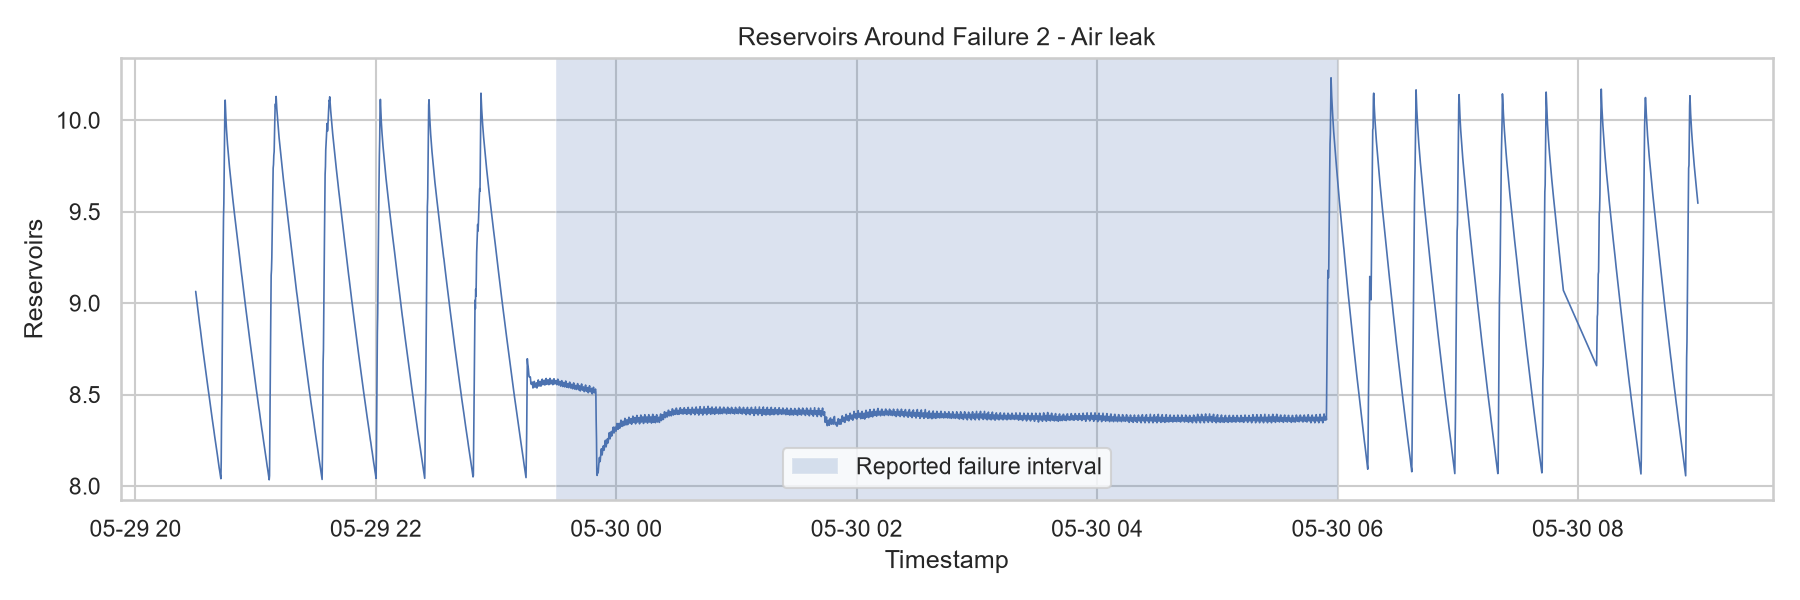 Reservoirs Around Failure 2 - Air leak
Reservoirs
10.0
9.5
9.0
8.5
8.0
Reported failure interval
05-29 20 05-29 22 05-30 00 05-30 02 05-30 04 05-30 06 05-30 08
Timestamp